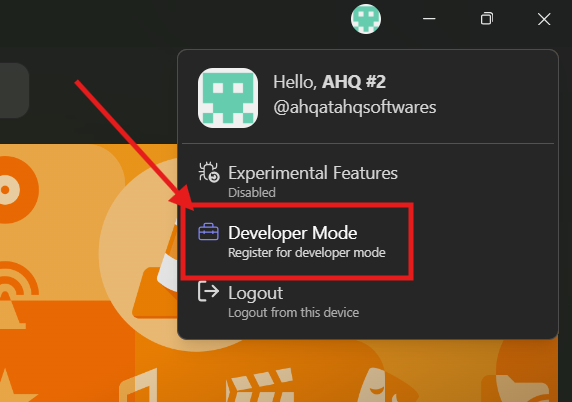 Hello, AHQ #2
@ahqatahqsoftwares
Experimental Features
Disabled
Developer Mode
Register for developer mode
Logout
Logout from this device